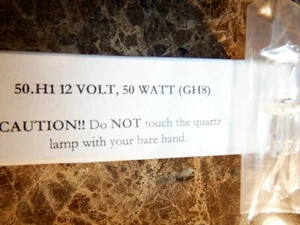 50.H1 12 VOLT, 50 WATT (GH8)
CAUTION!! Do NOT touch the quartz
lamp with your bare hand.